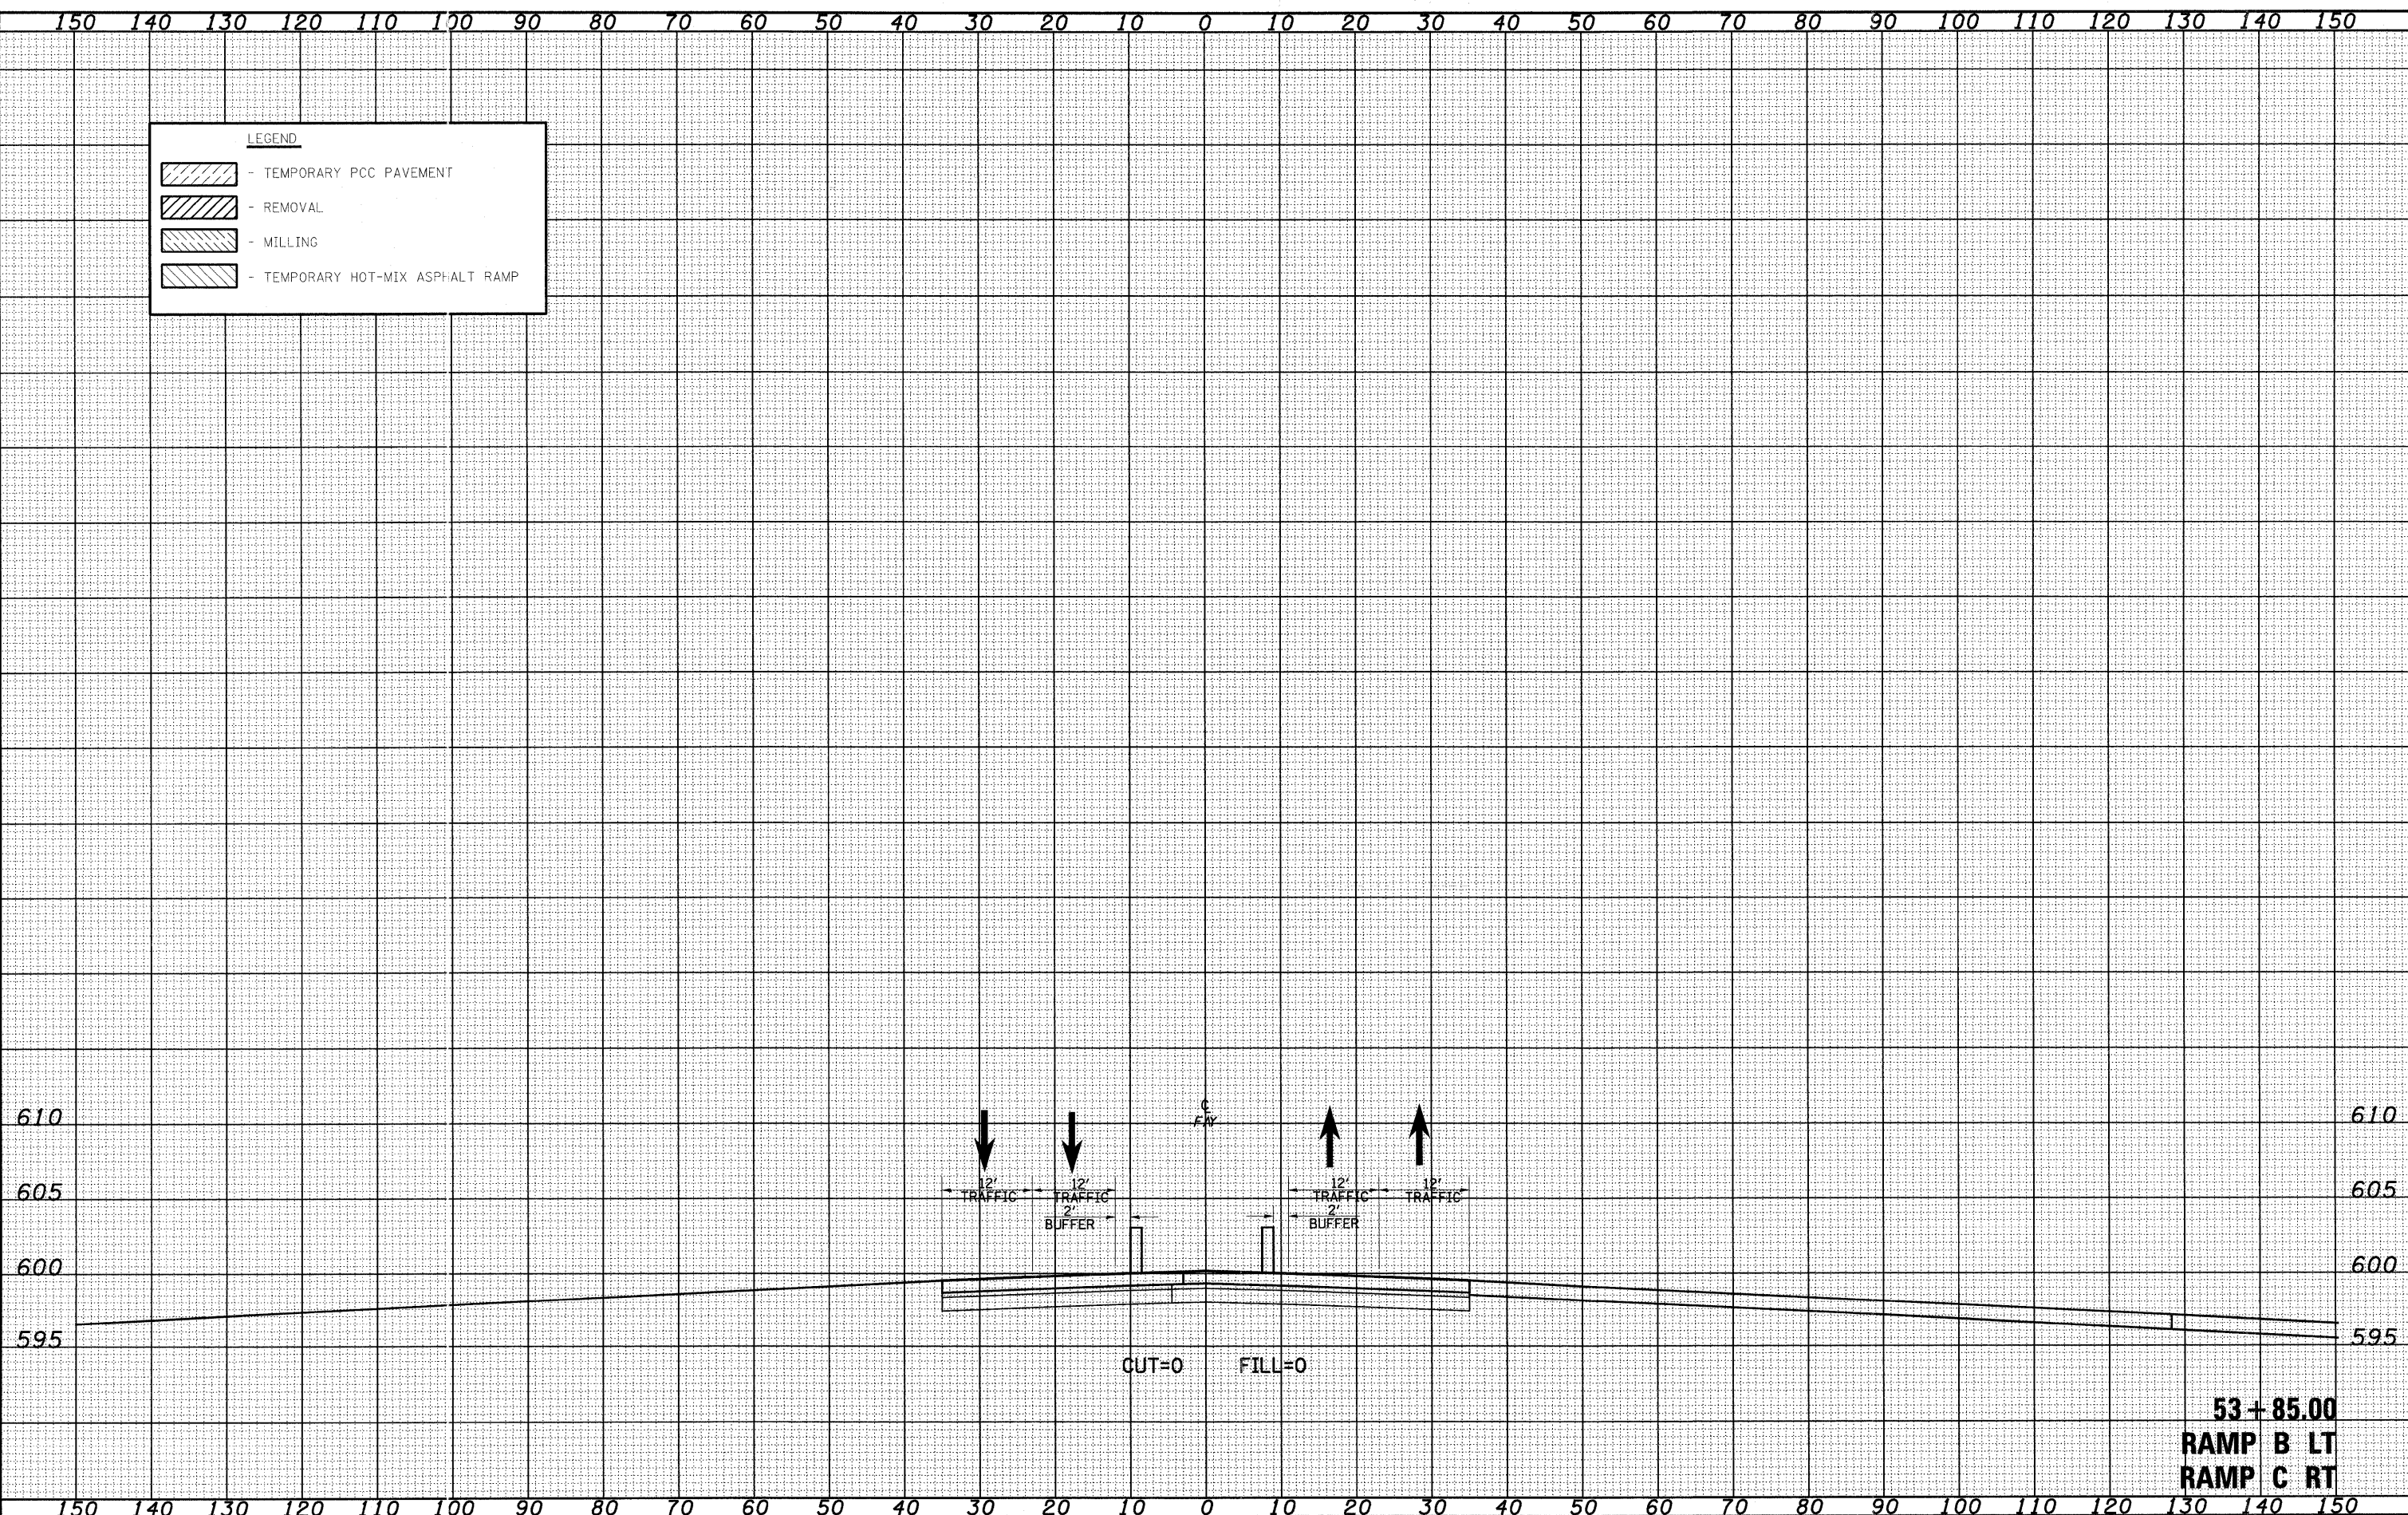 150 140 130 120 110 100 90 80 70 60 50 40 30 20 10 0 10 20 30 40 50 60 70 80 90 100 110 120 130 140 150
LEGEND
- TEMPORARY PCC PAVEMENT
- REMOVAL
- MILLING
- TEMPORARY HOT-MIX ASPHALT RAMP
℄
610 610
605 605
12' 12' 12' 12'
TRAFFIC TRAFFIC TRAFFIC TRAFFIC
2' 2'
BUFFER BUFFER
600 600
595 595
CUT=0 FILL=0
53+85.00
RAMP B LT
RAMP C RT
150 140 130 120 110 100 90 80 70 60 50 40 30 20 10 0 10 20 30 40 50 60 70 80 90 100 110 120 130 140 150